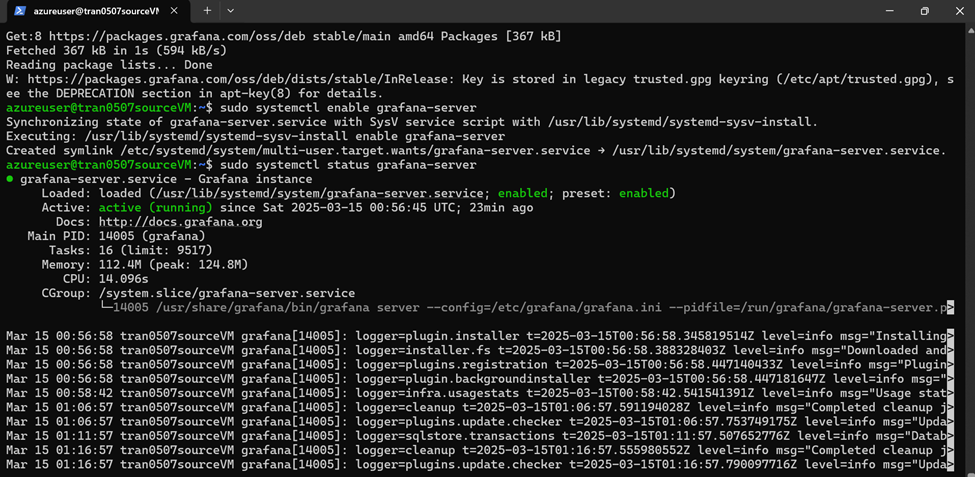 azureuser@tran0507sourceVM
Get:8 https://packages.grafana.com/oss/deb stable/main amd64 Packages [367 kB]
Fetched 367 kB in 1s (594 kB/s)
Reading package lists... Done
W: https://packages.grafana.com/oss/deb/dists/stable/InRelease: Key is stored in legacy trusted.gpg keyring (/etc/apt/trusted.gpg), s
ee the DEPRECATION section in apt-key(8) for details.
azureuser@tran0507sourceVM:~$ sudo systemctl enable grafana-server
Synchronizing state of grafana-server.service with SysV service script with /usr/lib/systemd/systemd-sysv-install.
Executing: /usr/lib/systemd/systemd-sysv-install enable grafana-server
Created symlink /etc/systemd/system/multi-user.target.wants/grafana-server.service → /usr/lib/systemd/system/grafana-server.service.
azureuser@tran0507sourceVM:~$ sudo systemctl status grafana-server
● grafana-server.service - Grafana instance
Loaded: loaded (/usr/lib/systemd/system/grafana-server.service; enabled; preset: enabled)
Active: active (running) since Sat 2025-03-15 00:56:45 UTC; 23min ago
Docs: http://docs.grafana.org
Main PID: 14005 (grafana)
Tasks: 16 (limit: 9517)
Memory: 112.4M (peak: 124.8M)
CPU: 14.096s
CGroup: /system.slice/grafana-server.service
└─14005 /usr/share/grafana/bin/grafana server --config=/etc/grafana/grafana.ini --pidfile=/run/grafana/grafana-server.p>
Mar 15 00:56:58 tran0507sourceVM grafana[14005]: logger=plugin.installer t=2025-03-15T00:56:58.345819514Z level=info msg="Installing>
Mar 15 00:56:58 tran0507sourceVM grafana[14005]: logger=installer.fs t=2025-03-15T00:56:58.388328403Z level=info msg="Downloaded and>
Mar 15 00:56:58 tran0507sourceVM grafana[14005]: logger=plugins.registration t=2025-03-15T00:56:58.447140433Z level=info msg="Plugin>
Mar 15 00:56:58 tran0507sourceVM grafana[14005]: logger=plugin.backgroundinstaller t=2025-03-15T00:56:58.447181647Z level=info msg=">
Mar 15 00:58:42 tran0507sourceVM grafana[14005]: logger=infra.usagestats t=2025-03-15T00:58:42.541541391Z level=info msg="Usage stat>
Mar 15 01:06:57 tran0507sourceVM grafana[14005]: logger=cleanup t=2025-03-15T01:06:57.591194028Z level=info msg="Completed cleanup j>
Mar 15 01:06:57 tran0507sourceVM grafana[14005]: logger=plugins.update.checker t=2025-03-15T01:06:57.753749175Z level=info msg="Upda>
Mar 15 01:11:57 tran0507sourceVM grafana[14005]: logger=sqlstore.transactions t=2025-03-15T01:11:57.507652776Z level=info msg="Datab>
Mar 15 01:16:57 tran0507sourceVM grafana[14005]: logger=cleanup t=2025-03-15T01:16:57.555980552Z level=info msg="Completed cleanup j>
Mar 15 01:16:57 tran0507sourceVM grafana[14005]: logger=plugins.update.checker t=2025-03-15T01:16:57.790097716Z level=info msg="Upda>